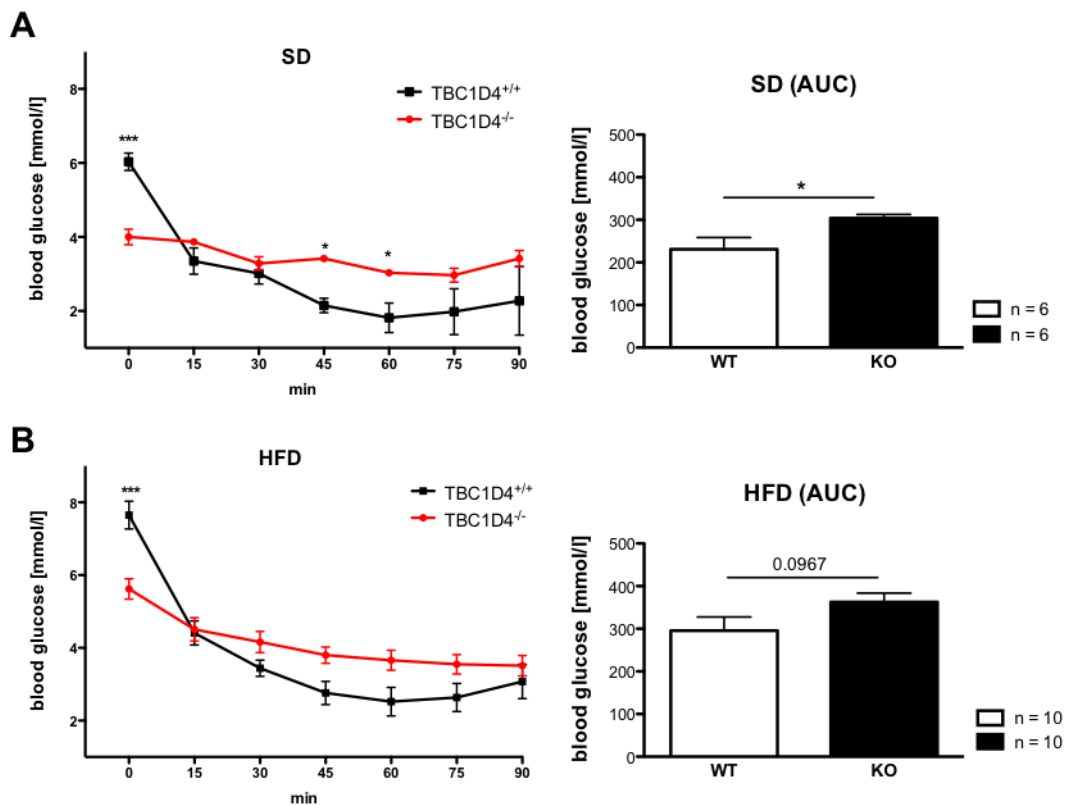 A
SD
TBC1D4+/+
TBC1D4-/-
blood glucose [mmol/l]
8
6
4
2
***
*
*
0 15 30 45 60 75 90
min
SD (AUC)
blood glucose [mmol/l]
500
400
300
200
100
0
*
WT KO
n = 6
n = 6
B
HFD
TBC1D4+/+
TBC1D4-/-
blood glucose [mmol/l]
8
6
4
2
***
0 15 30 45 60 75 90
min
HFD (AUC)
blood glucose [mmol/l]
500
400
300
200
100
0
0.0967
WT KO
n = 10
n = 10